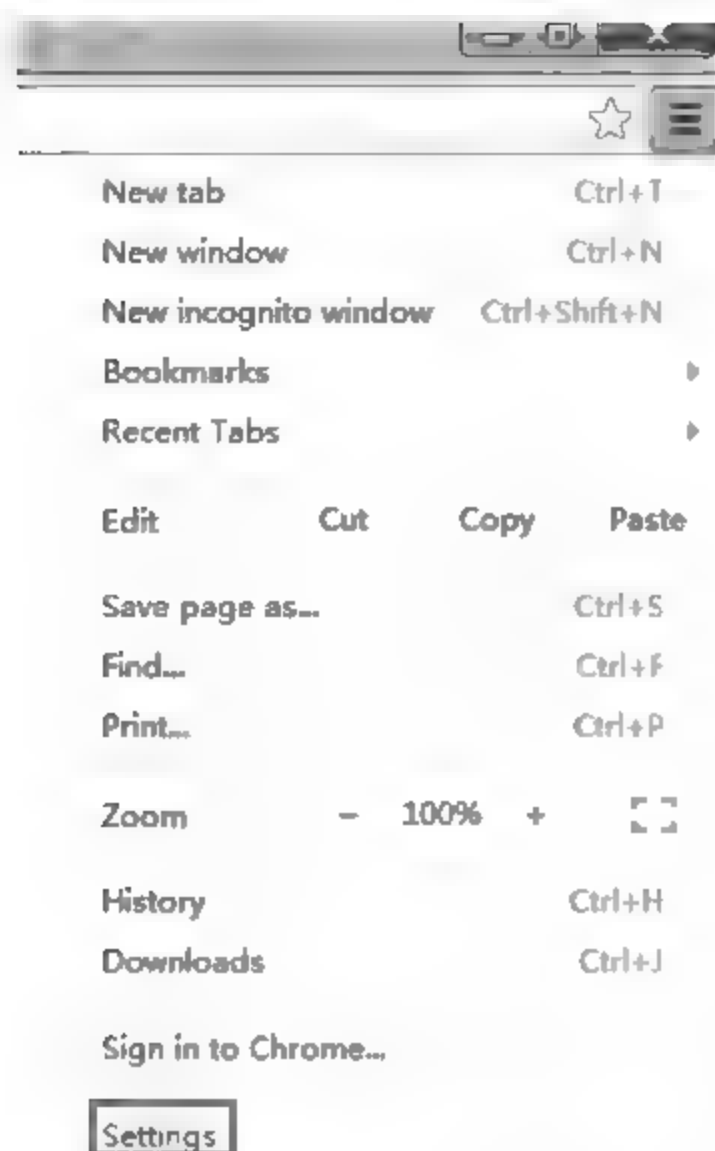 New tab Ctrl+T
New window Ctrl+N
New incognito window Ctrl+Shift+N
Bookmarks
Recent Tabs
Edit Cut Copy Paste
Save page as...
Ctrl+S
Find... Ctrl+F
Print... Ctrl+P
Zoom - 100% +
History Ctrl+H
Downloads Ctrl+J
Sign in to Chrome...
Settings